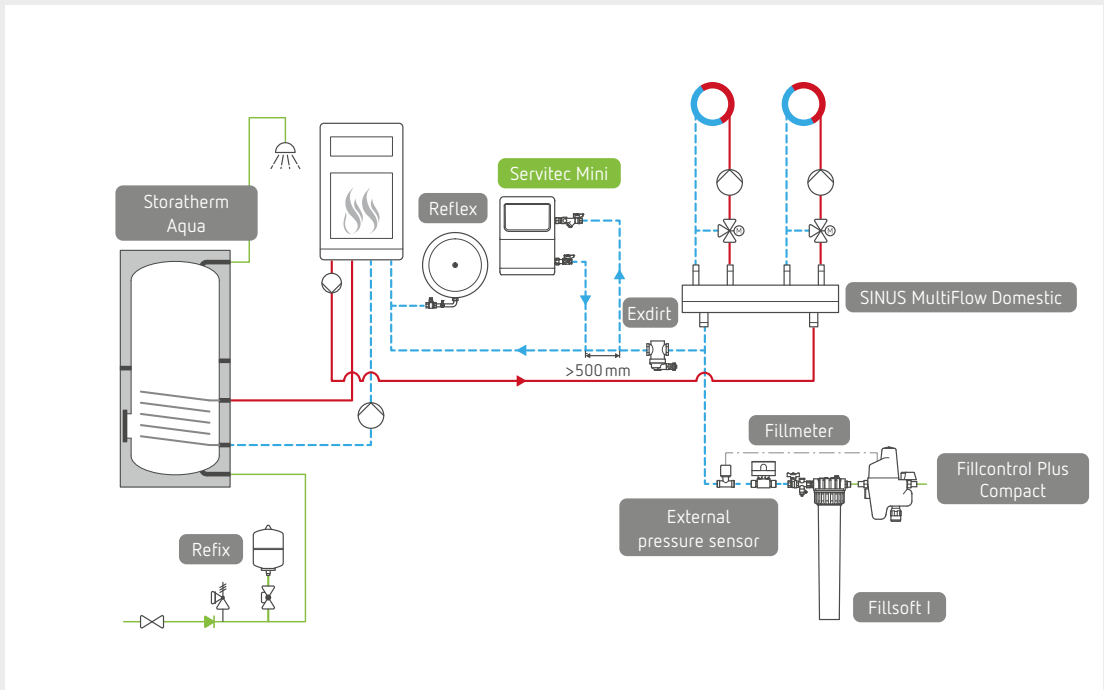 Servitec Mini
Storatherm
Aqua
Reflex
M
M
Exdirt
SINUS MultiFlow Domestic
>500 mm
Fillmeter
Fillcontrol Plus
Compact
External
pressure sensor
Refix
Fillsoft I